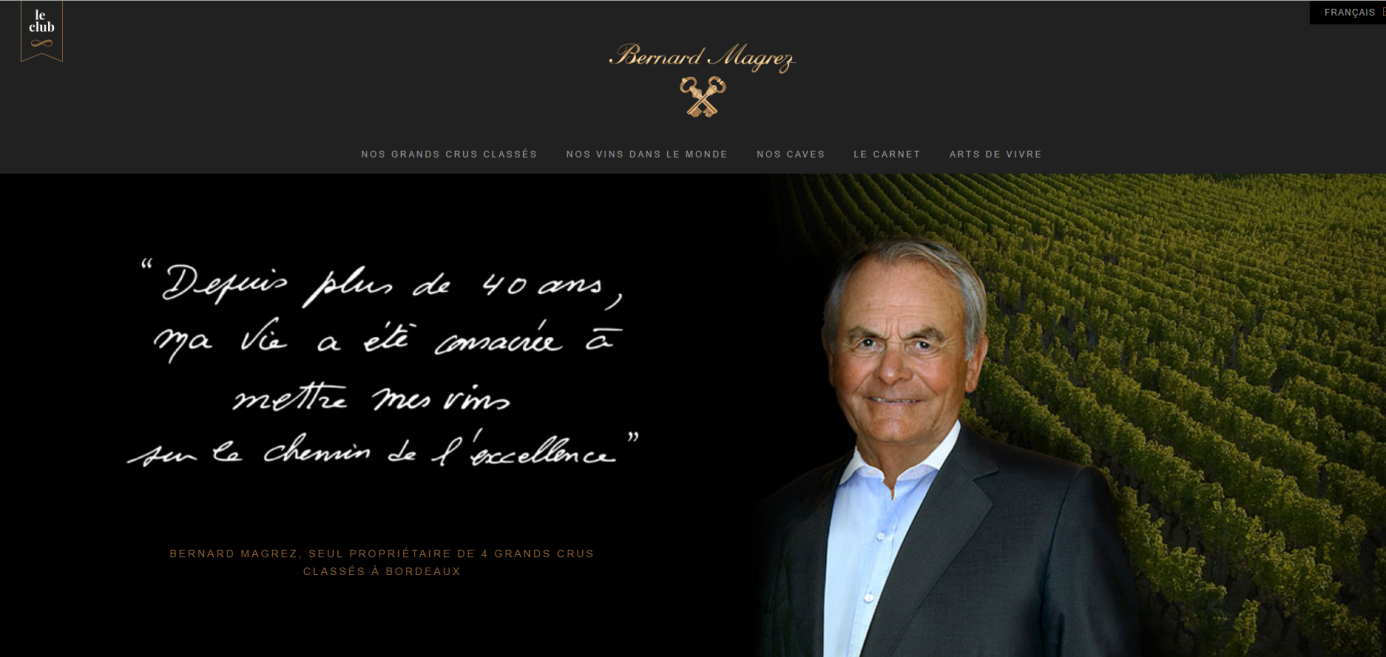 le
club
FRANÇAIS
Bernard Magrez
NOS GRANDS CRUS CLASSÉS NOS VINS DANS LE MONDE NOS CAVES LE CARNET ARTS DE VIVRE
“Depuis plus de 40 ans,
ma vie a été consacrée à
mettre mes vins
sur le chemin de l'excellence”
BERNARD MAGREZ, SEUL PROPRIÉTAIRE DE 4 GRANDS CRUS
CLASSÉS À BORDEAUX